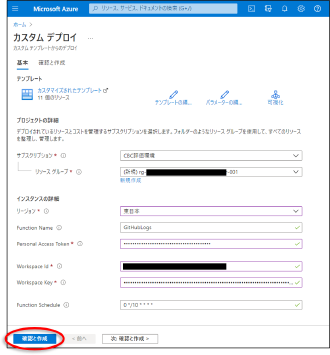 Microsoft Azure
リソース、サービス、ドキュメントの検索 (G+/)
ホーム >
カスタム デプロイ ...
カスタム テンプレートからのデプロイ
基本 確認と作成
テンプレート
カスタマイズされたテンプレート
11 個のリソース
テンプレートの編... パラメーターの編... 可視化
プロジェクトの詳細
デプロイされているリソースとコストを管理するサブスクリプションを選択します。フォルダーのようなリソース グループを使用して、すべてのリソースを整理し、管理します。
サブスクリプション * CBC評価環境
リソース グループ * (新規) rg- -001
新規作成
インスタンスの詳細
リージョン * 東日本
Function Name GitHubLogs
Personal Access Token *
Workspace Id *
Workspace Key *
Function Schedule 0 */10 * * * *
確認と作成 < 前へ 次: 確認と作成 >